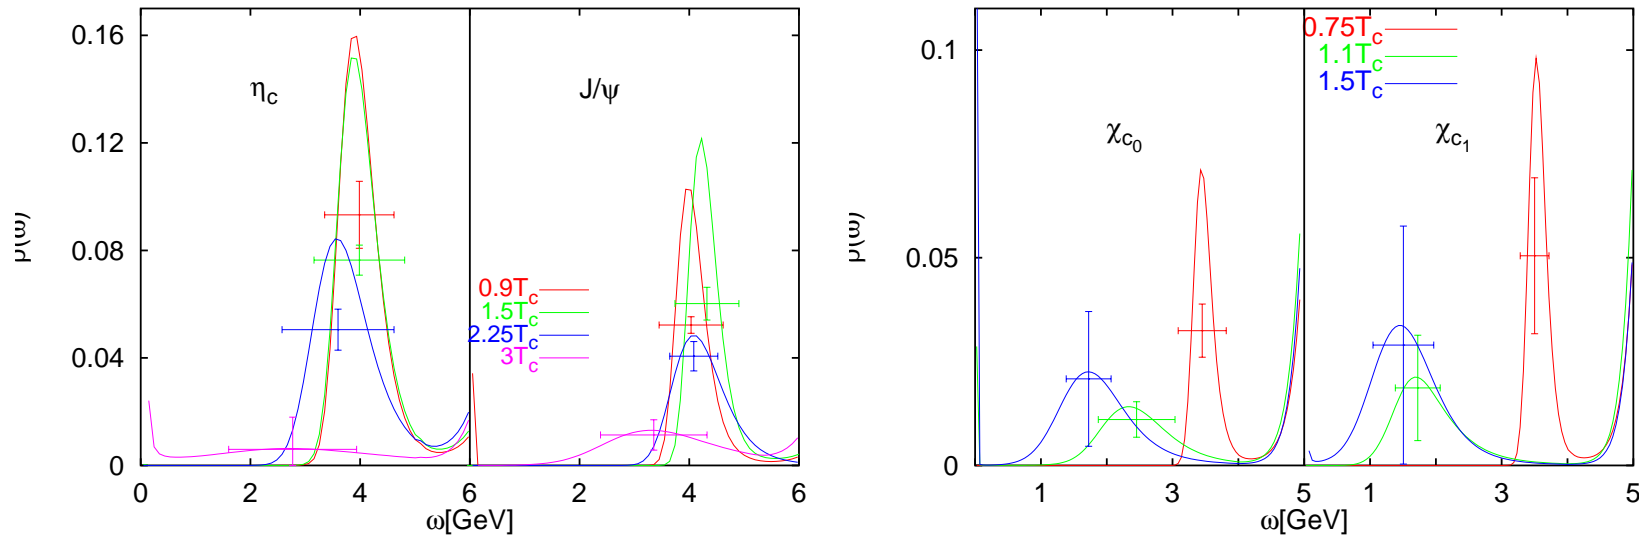 0.16
0.12
0.08
0.04
0
ρ(ω)
η_c
J/ψ
0.9T_c
1.5T_c
2.25T_c
3T_c
0 2 4 6 2 4 6
ω[GeV]
0.1
0.05
0
ρ(ω)
χ_c_0
χ_c_1
0.75T_c
1.1T_c
1.5T_c
1 3 5 1 3 5
ω[GeV]